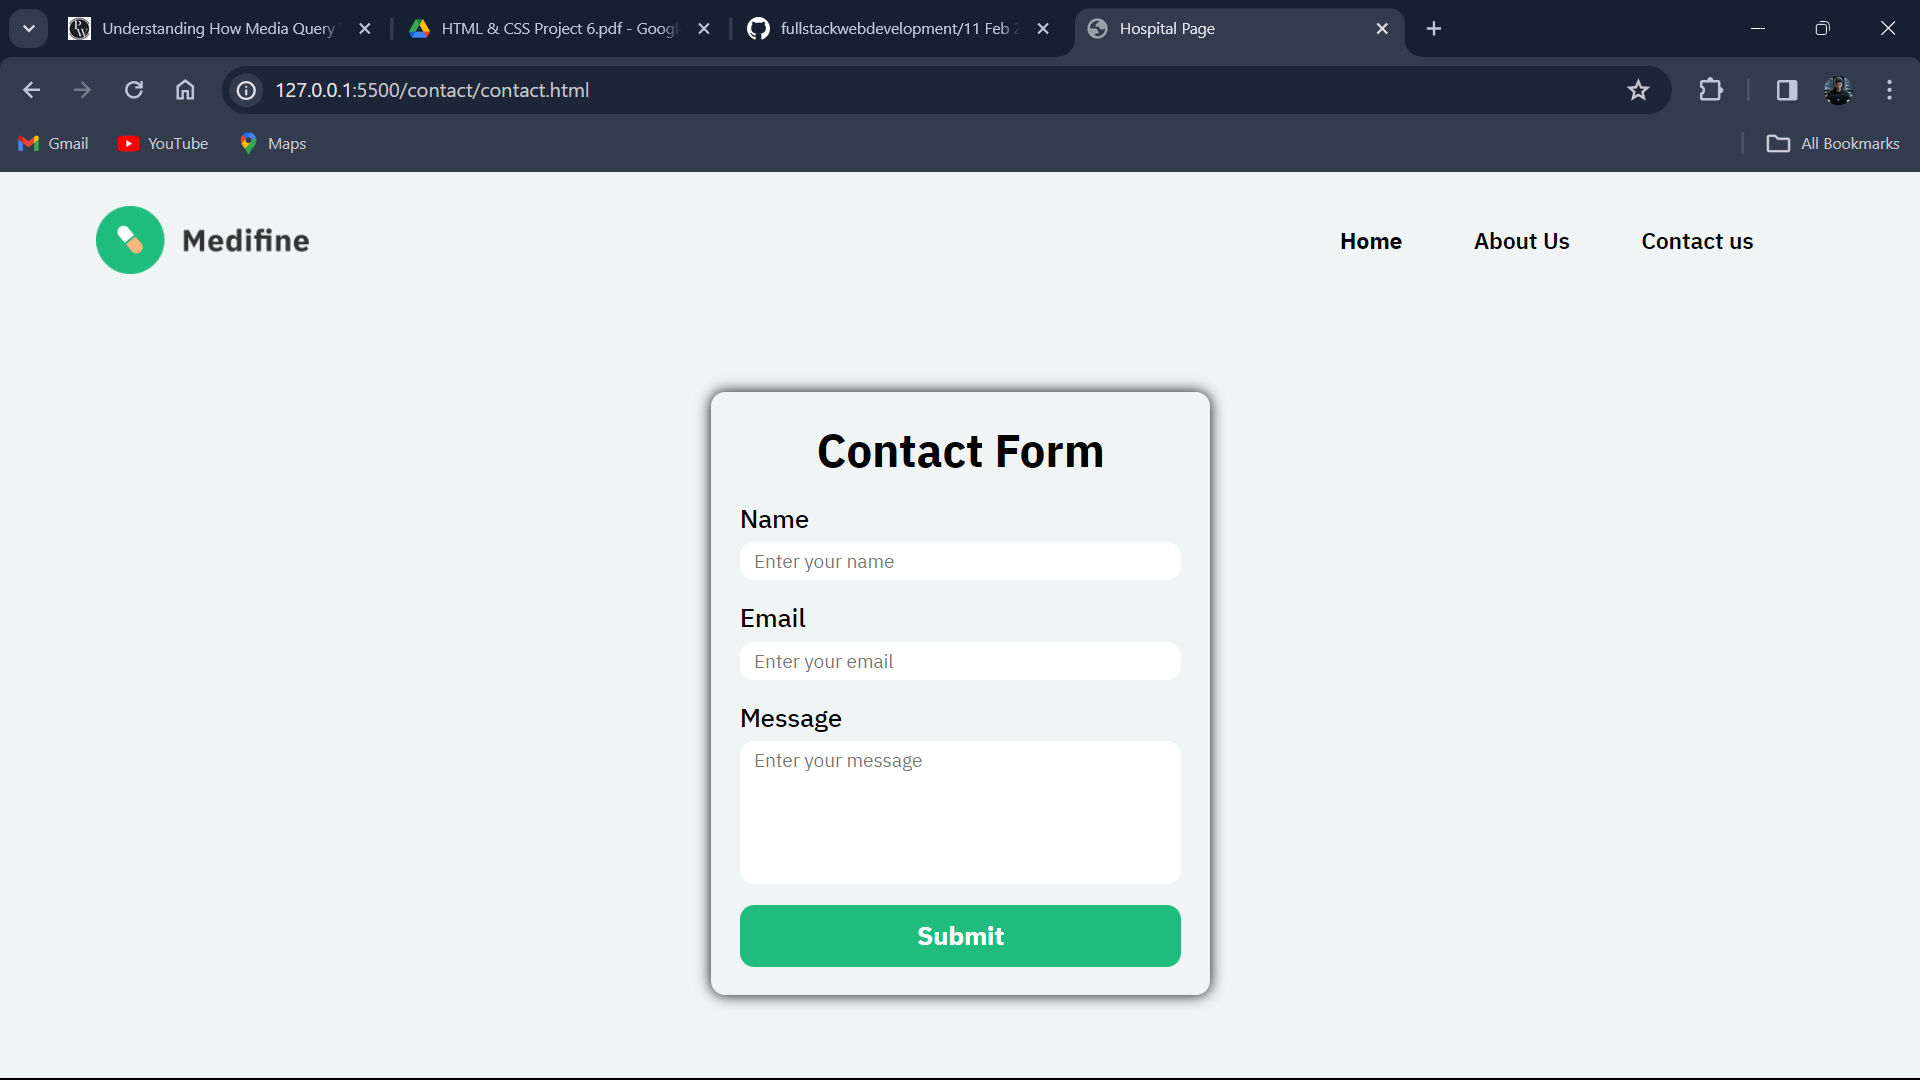 Understanding How Media Query
HTML & CSS Project 6.pdf - Googl
fullstackwebdevelopment/11 Feb 2
Hospital Page
127.0.0.1:5500/contact/contact.html
Gmail
YouTube
Maps
All Bookmarks
Medifine
Home
About Us
Contact us
Contact Form
Name
Enter your name
Email
Enter your email
Message
Enter your message
Submit